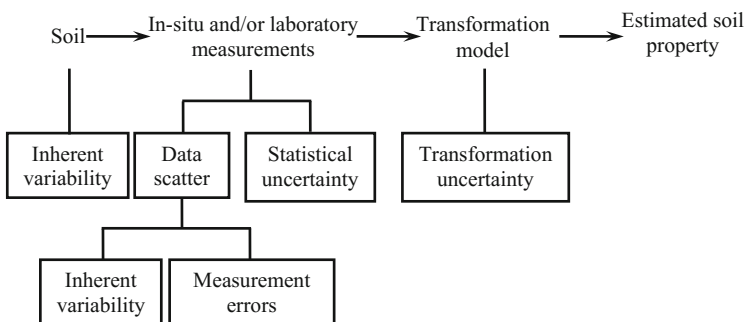 Soil
In-situ and/or laboratory
measurements
Transformation
model
Estimated soil
property
Inherent
variability
Data
scatter
Statistical
uncertainty
Transformation
uncertainty
Inherent
variability
Measurement
errors